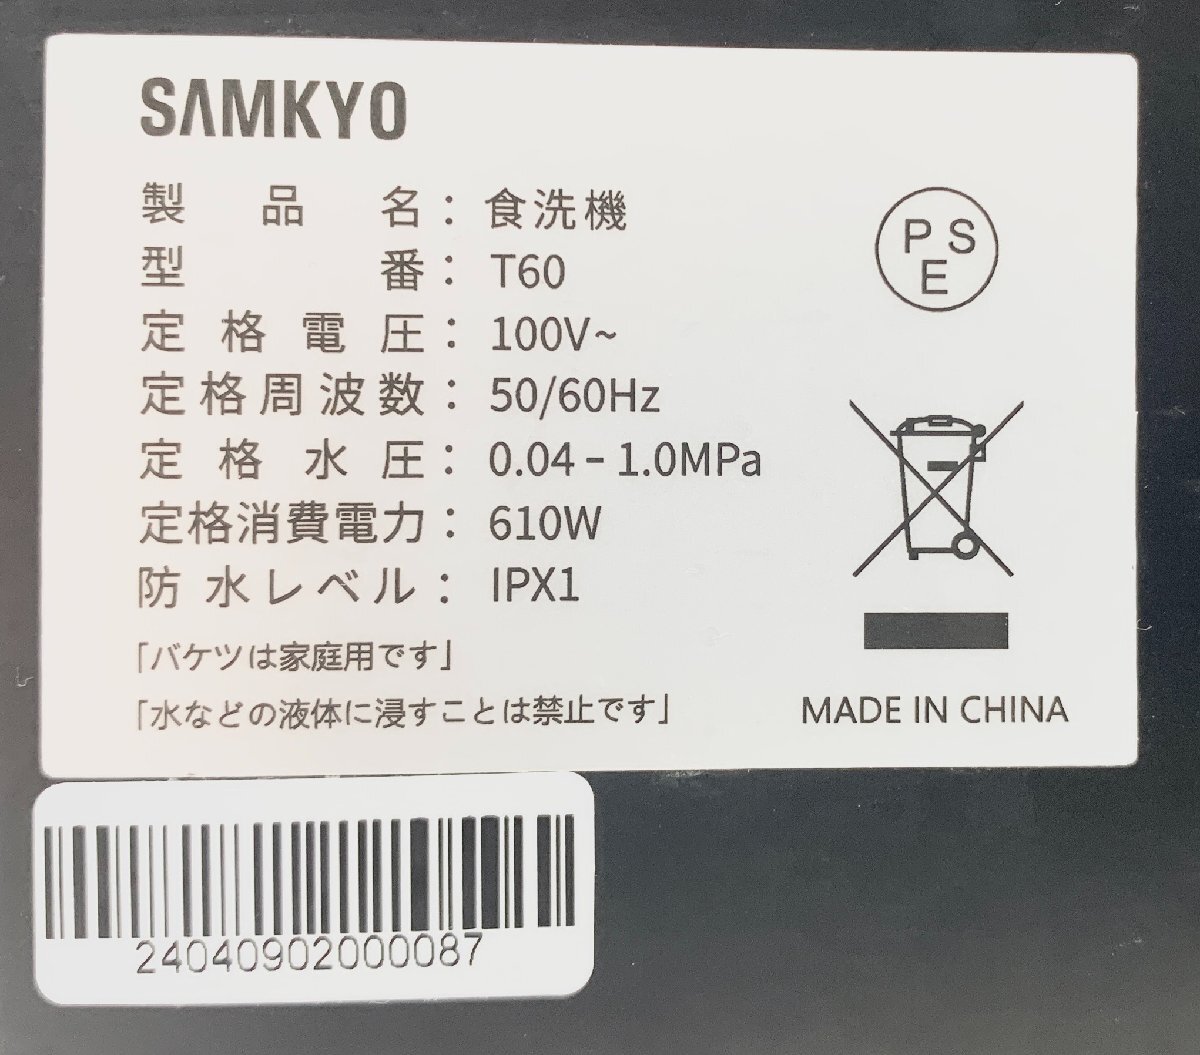 SAMKYO
製品名：食洗機
型番：T60
定格電圧：100V~
定格周波数：50/60Hz
定格水圧：0.04-1.0MPa
定格消費電力：610W
防水レベル：IPX1
「バケツは家庭用です」
「水などの液体に浸すことは禁止です」
PSE
MADE IN CHINA
24040902000087